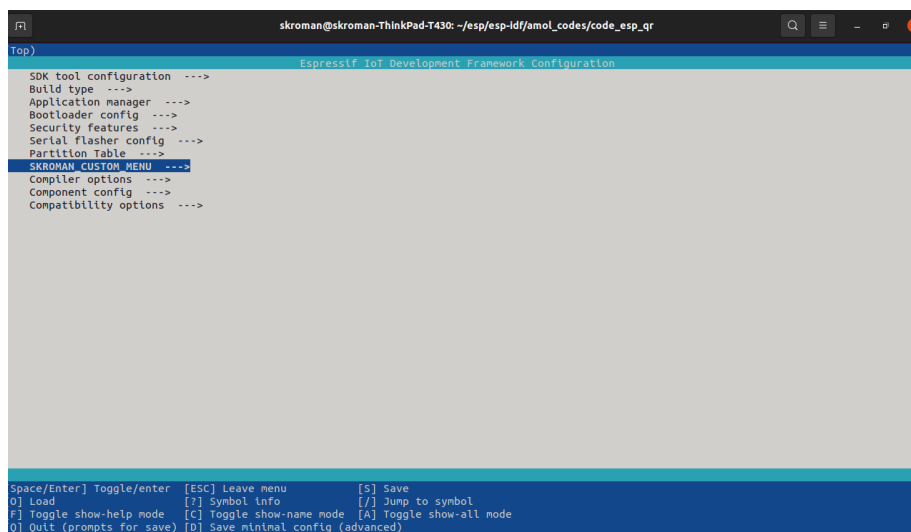 skroman@skroman-ThinkPad-T430: ~/esp/esp-idf/amol_codes/code_esp_qr
Top)
Espressif IoT Development Framework Configuration
SDK tool configuration  --->
Build type  --->
Application manager  --->
Bootloader config  --->
Security features  --->
Serial flasher config  --->
Partition Table  --->
SKROMAN_CUSTOM_MENU  --->
Compiler options  --->
Component config  --->
Compatibility options  --->
Space/Enter] Toggle/enter  [ESC] Leave menu  [S] Save
O] Load  [?] Symbol info  [/] Jump to symbol
F] Toggle show-help mode  [C] Toggle show-name mode  [A] Toggle show-all mode
Q] Quit (prompts for save)  [D] Save minimal config (advanced)